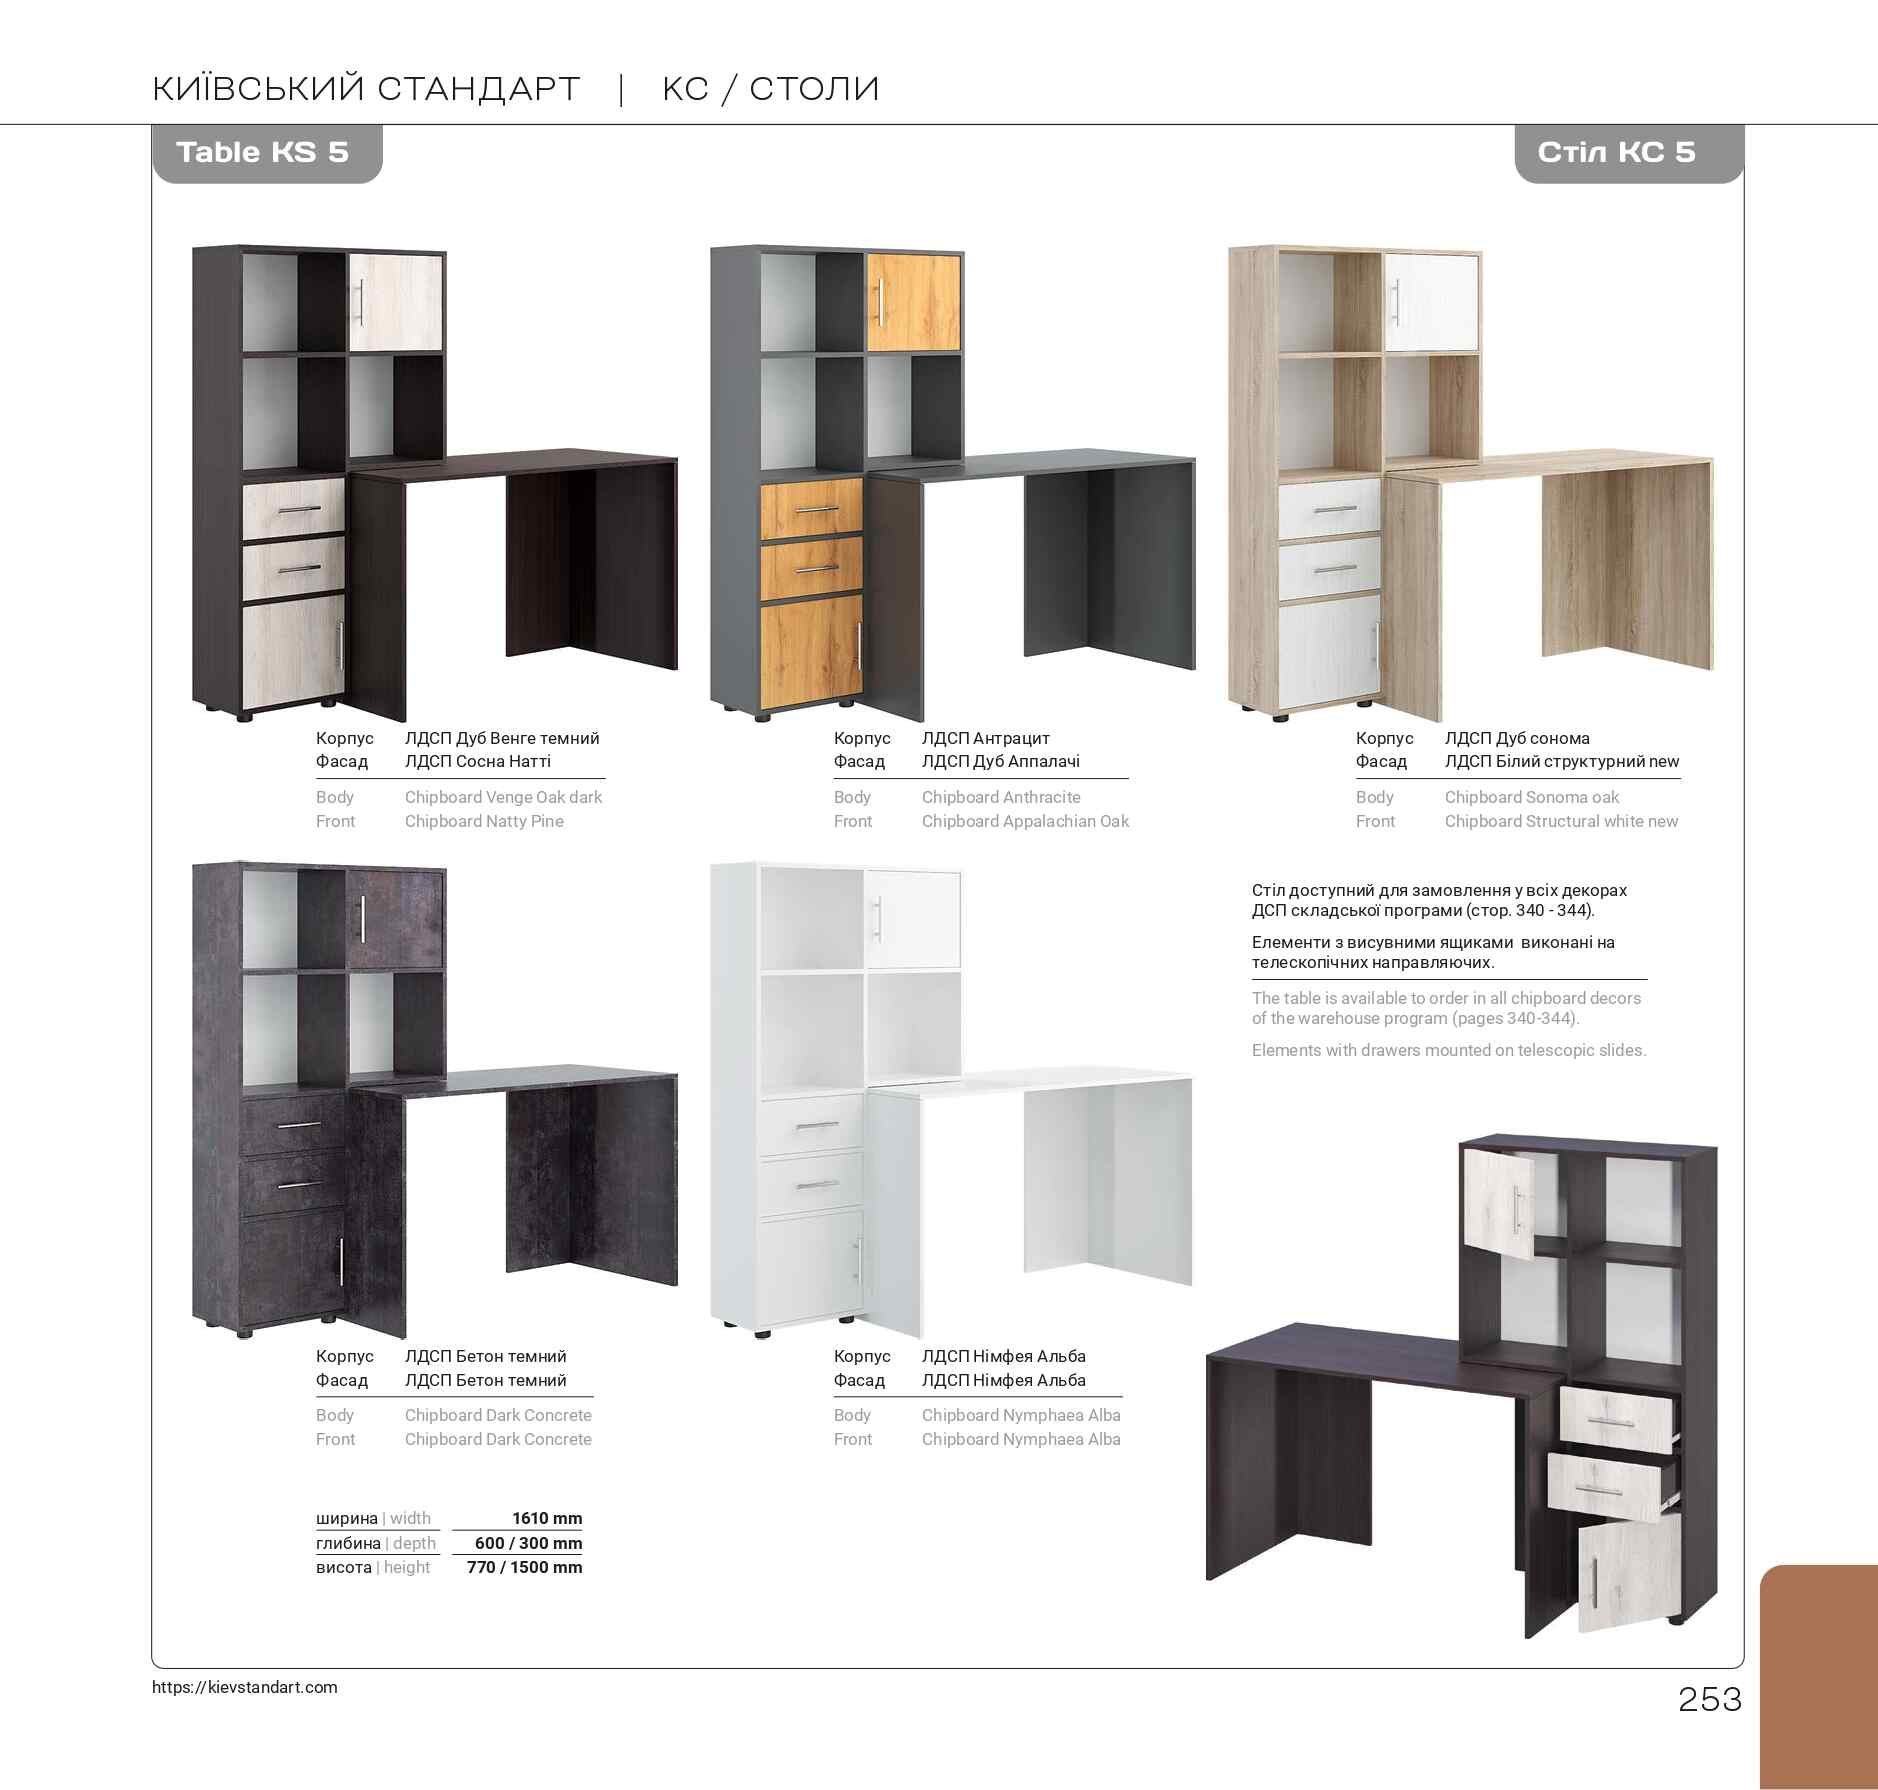 КИЇВСЬКИЙ СТАНДАРТ | КС / СТОЛИ
Table KS 5
Стіл КС 5
Корпус ЛДСП Дуб Венге темний
Фасад ЛДСП Сосна Натті
Body Chipboard Venge Oak dark
Front Chipboard Natty Pine
Корпус ЛДСП Антрацит
Фасад ЛДСП Дуб Аппалачі
Body Chipboard Anthracite
Front Chipboard Appalachian Oak
Корпус ЛДСП Дуб сонома
Фасад ЛДСП Білий структурний new
Body Chipboard Sonoma oak
Front Chipboard Structural white new
Корпус ЛДСП Бетон темний
Фасад ЛДСП Бетон темний
Body Chipboard Dark Concrete
Front Chipboard Dark Concrete
Корпус ЛДСП Німфея Альба
Фасад ЛДСП Німфея Альба
Body Chipboard Nymphaea Alba
Front Chipboard Nymphaea Alba
Стіл доступний для замовлення у всіх декорах
ДСП складської програми (стор. 340 - 344).
Елементи з висувними ящиками виконані на
телескопічних направляючих.
The table is available to order in all chipboard decors
of the warehouse program (pages 340-344).
Elements with drawers mounted on telescopic slides.
ширина | width 1610 mm
глибина | depth 600 / 300 mm
висота | height 770 / 1500 mm
https://kievstandart.com
253